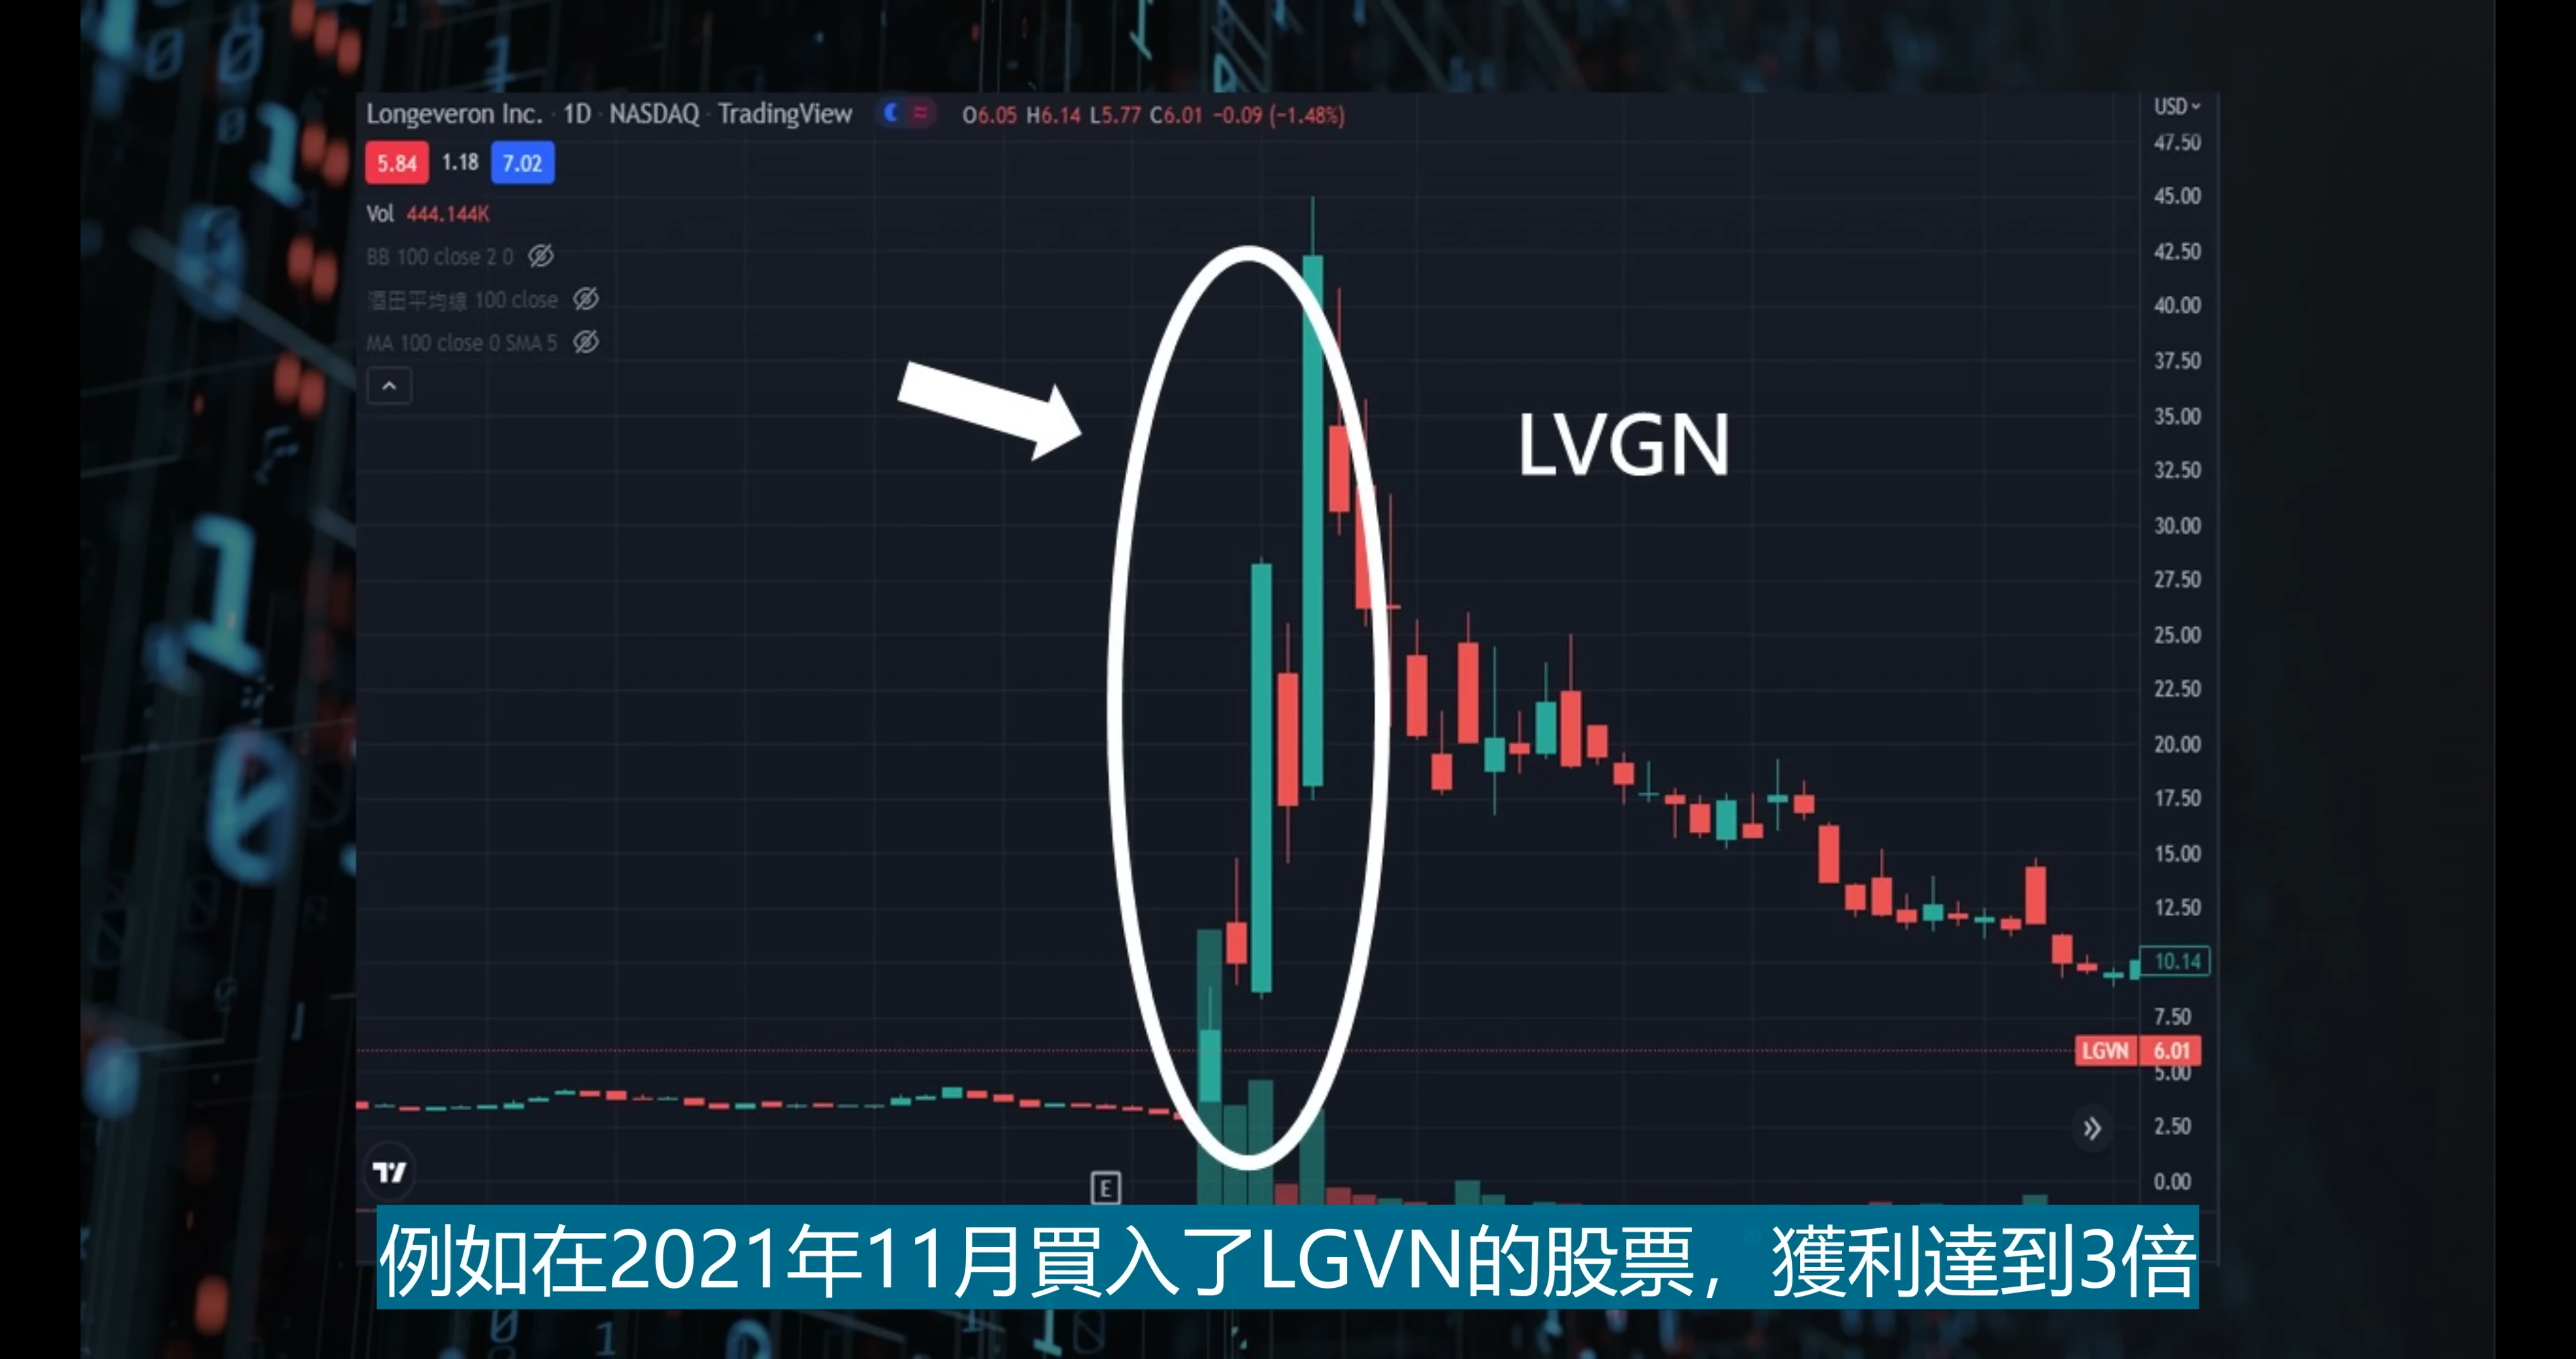 Longeveron Inc. · 1D · NASDAQ · TradingView O6.05 H6.14 L5.77 C6.01 −0.09 (−1.48%)
USD
5.84 1.18 7.02
Vol 444.144K
BB 100 close 2 0
酒田平均線 100 close
MA 100 close 0 SMA 5
47.50
45.00
42.50
40.00
37.50
35.00
32.50
30.00
27.50
25.00
22.50
20.00
17.50
15.00
12.50
10.14
7.50
LGVN 6.01
5.00
2.50
0.00
LVGN
E
例如在2021年11月買入了LGVN的股票，獲利達到3倍